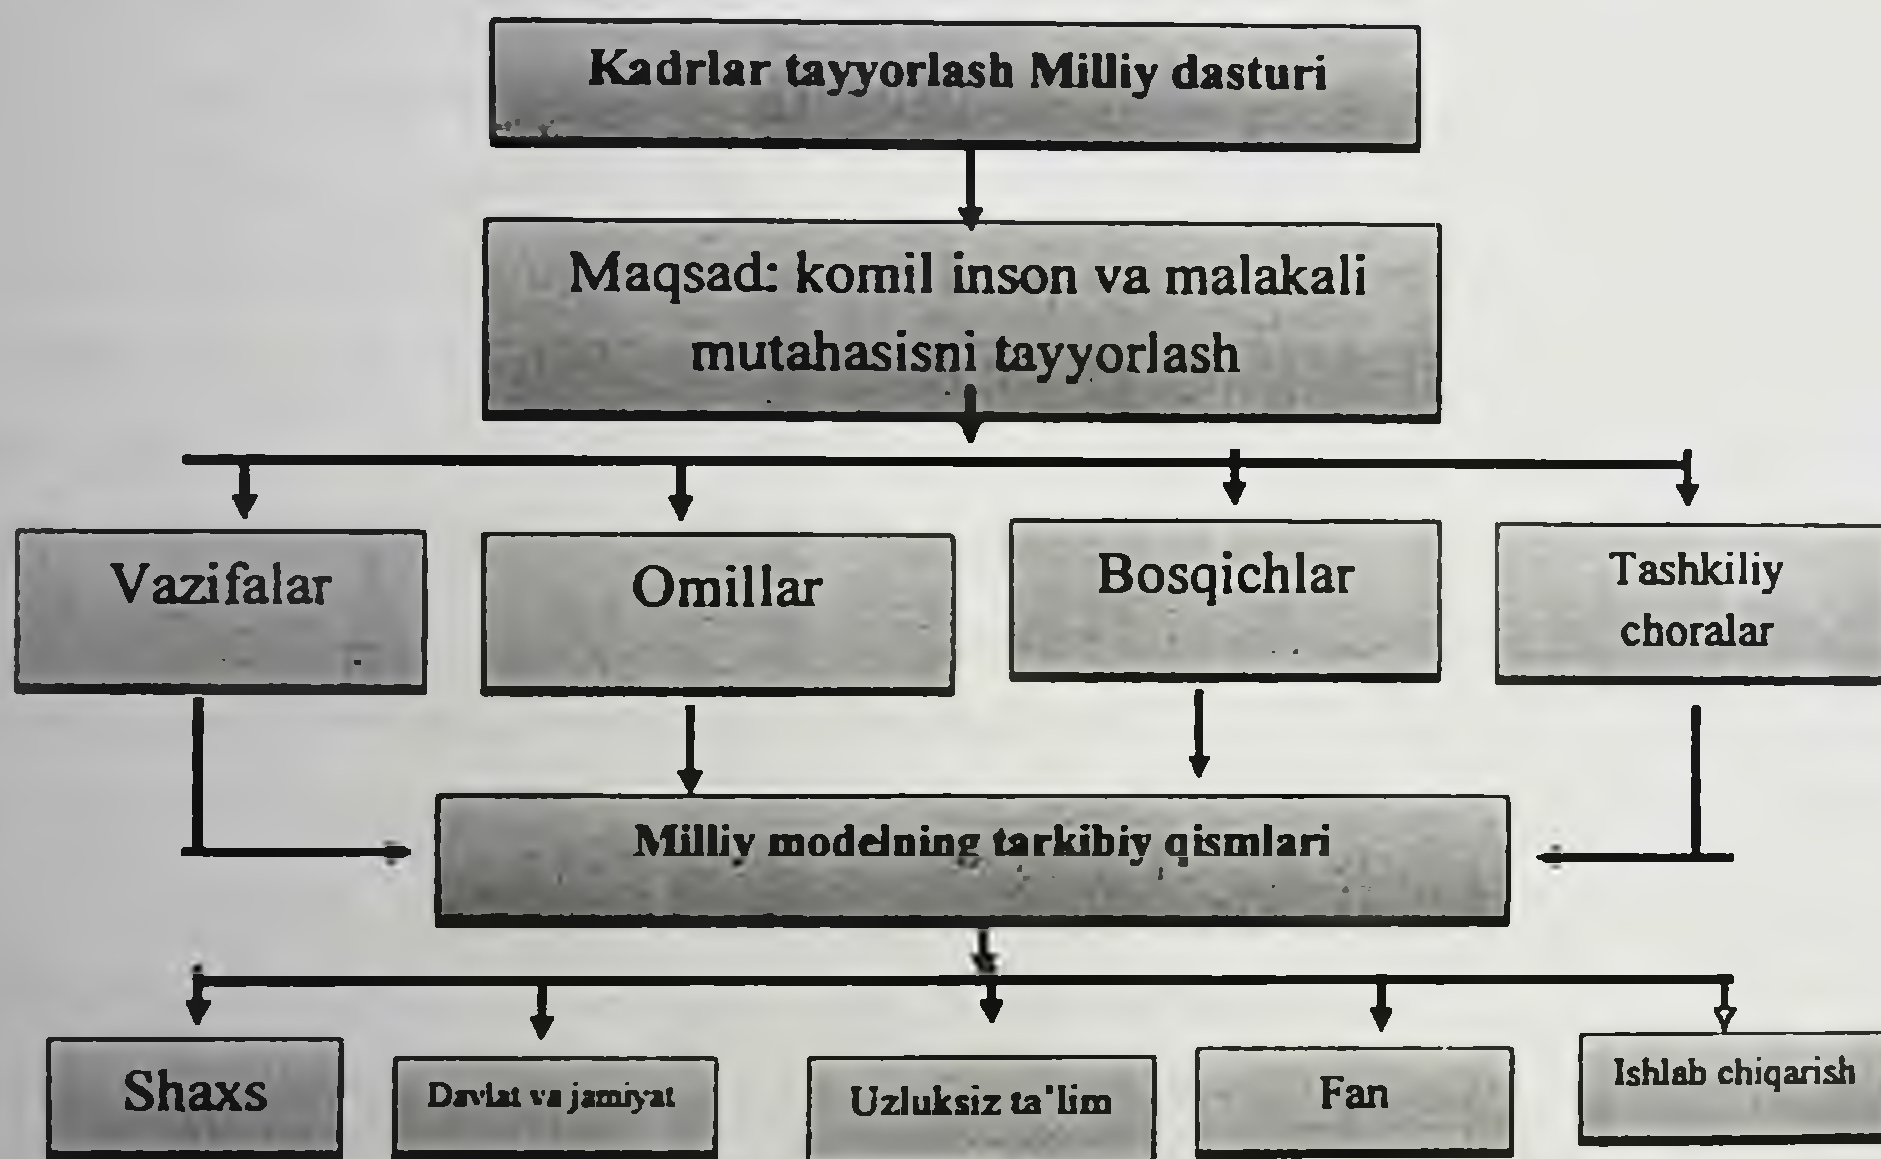 Kadrlar tayyorlash Milliy dasturi
Maqsad: komil inson va malakali
mutahasisni tayyorlash
Vazifalar
Omillar
Bosqichlar
Tashkiliy
choralar
Milliy modelning tarkibiy qismlari
Shaxs
Davlat va jamiyat
Uzluksiz ta'lim
Fan
Ishlab chiqarish